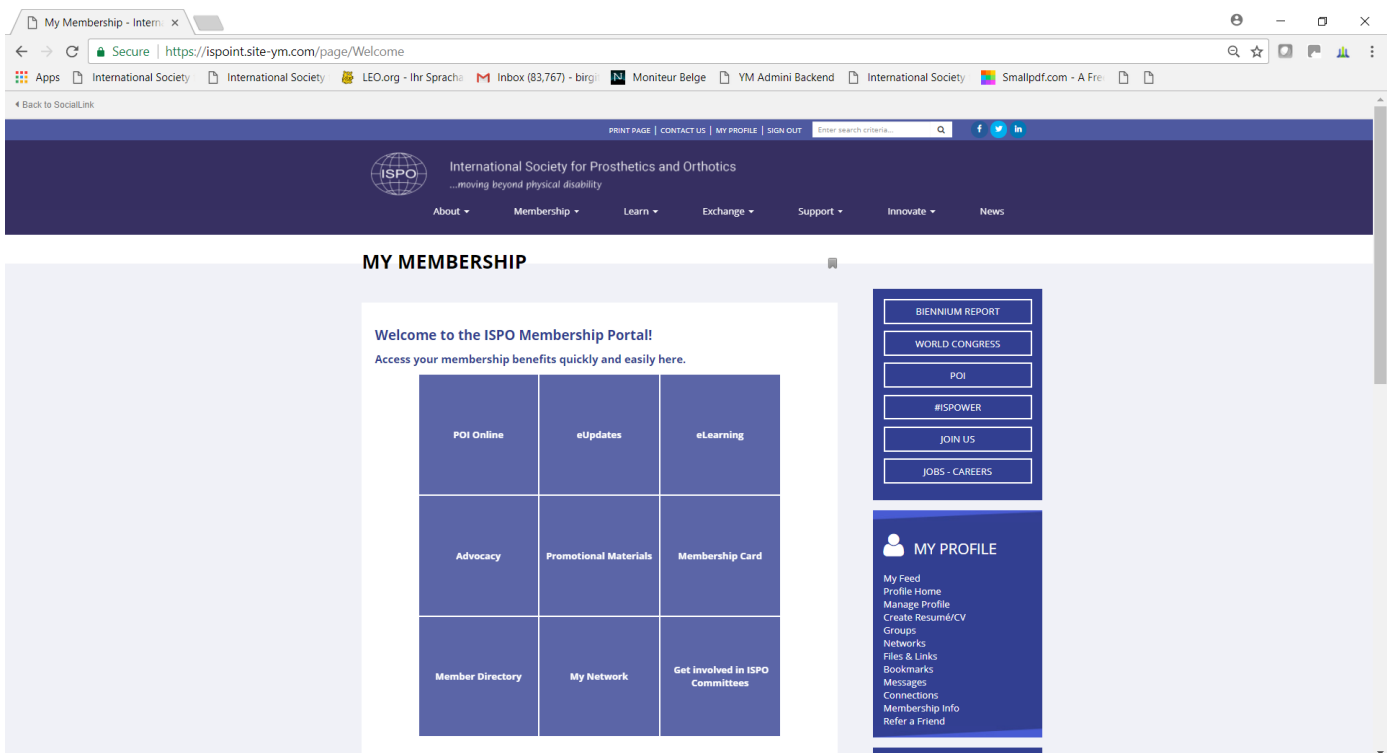 My Membership - Intern
Secure | https://ispoint.site-ym.com/page/Welcome
Apps International Society International Society LEO.org - Ihr Spracha Inbox (83,767) - birgi Moniteur Belge YM Admini Backend International Society Smallpdf.com - A Fre
Back to SocialLink
PRINT PAGE | CONTACT US | MY PROFILE | SIGN OUT Enter search criteria...
ISPO
International Society for Prosthetics and Orthotics
...moving beyond physical disability
About Membership Learn Exchange Support Innovate News
MY MEMBERSHIP
Welcome to the ISPO Membership Portal!
Access your membership benefits quickly and easily here.
POI Online eUpdates eLearning
Advocacy Promotional Materials Membership Card
Member Directory My Network Get involved in ISPO
Committees
BIENNIUM REPORT
WORLD CONGRESS
POI
#ISPOWER
JOIN US
JOBS - CAREERS
MY PROFILE
My Feed
Profile Home
Manage Profile
Create Resumé/CV
Groups
Networks
Files & Links
Bookmarks
Messages
Connections
Membership Info
Refer a Friend